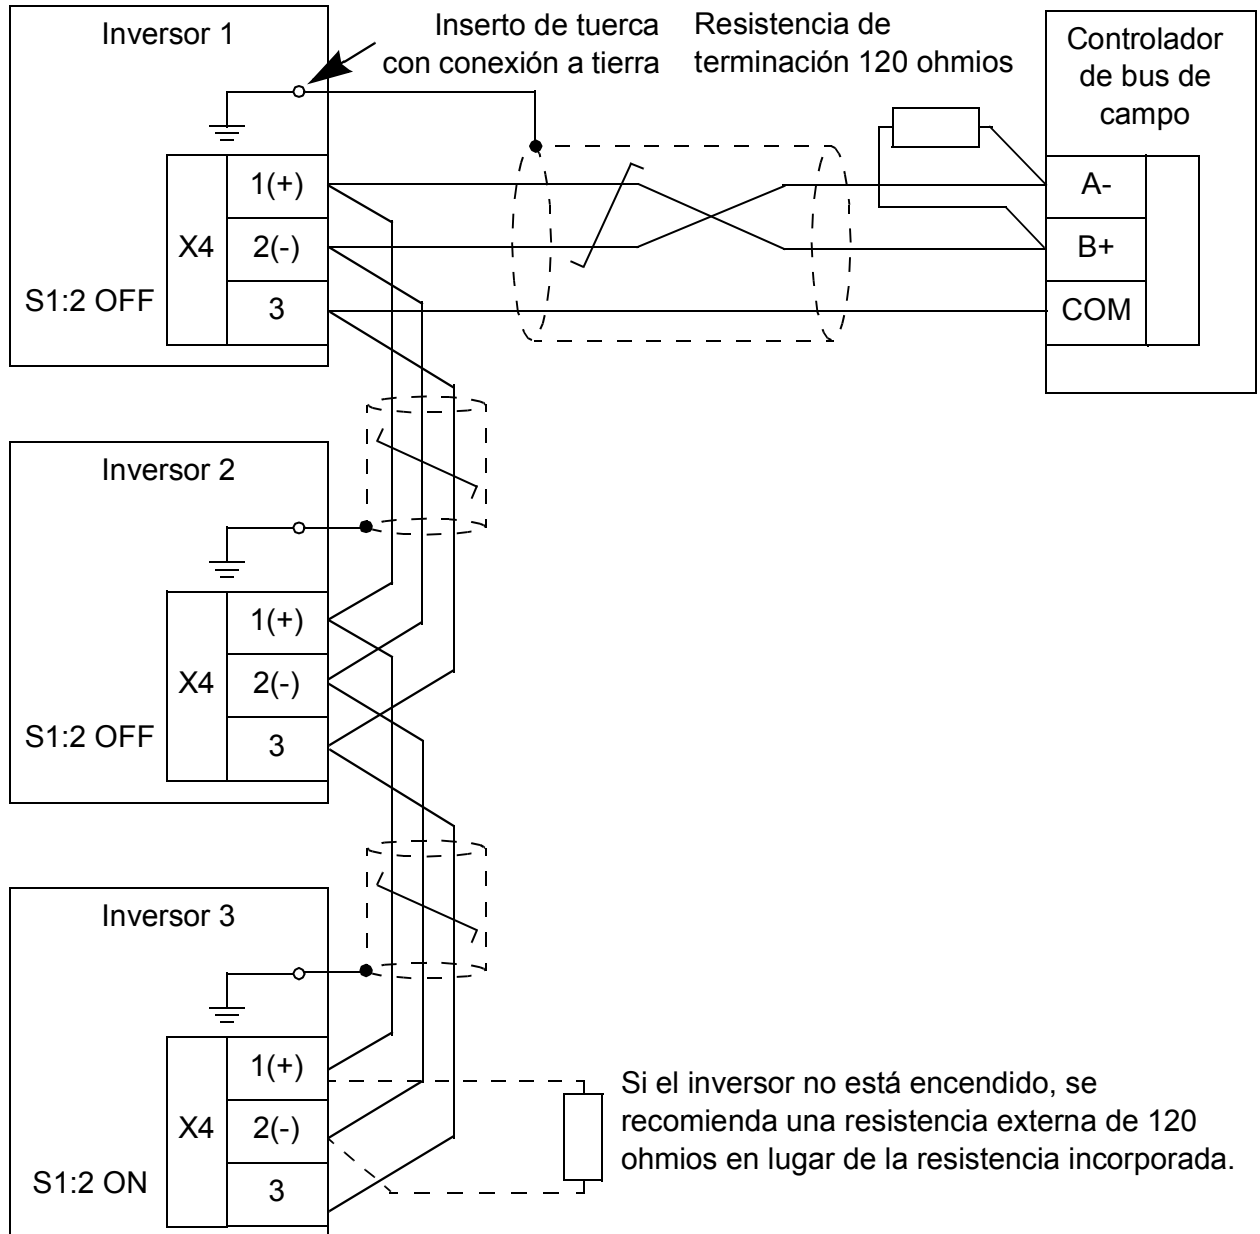 Inversor 1
Inserto de tuerca
con conexión a tierra
Resistencia de
terminación 120 ohmios
Controlador
de bus de
campo
X4
1(+)
2(-)
3
S1:2 OFF
A-
B+
COM
Inversor 2
X4
1(+)
2(-)
3
S1:2 OFF
Inversor 3
X4
1(+)
2(-)
3
S1:2 ON
Si el inversor no está encendido, se
recomienda una resistencia externa de 120
ohmios en lugar de la resistencia incorporada.